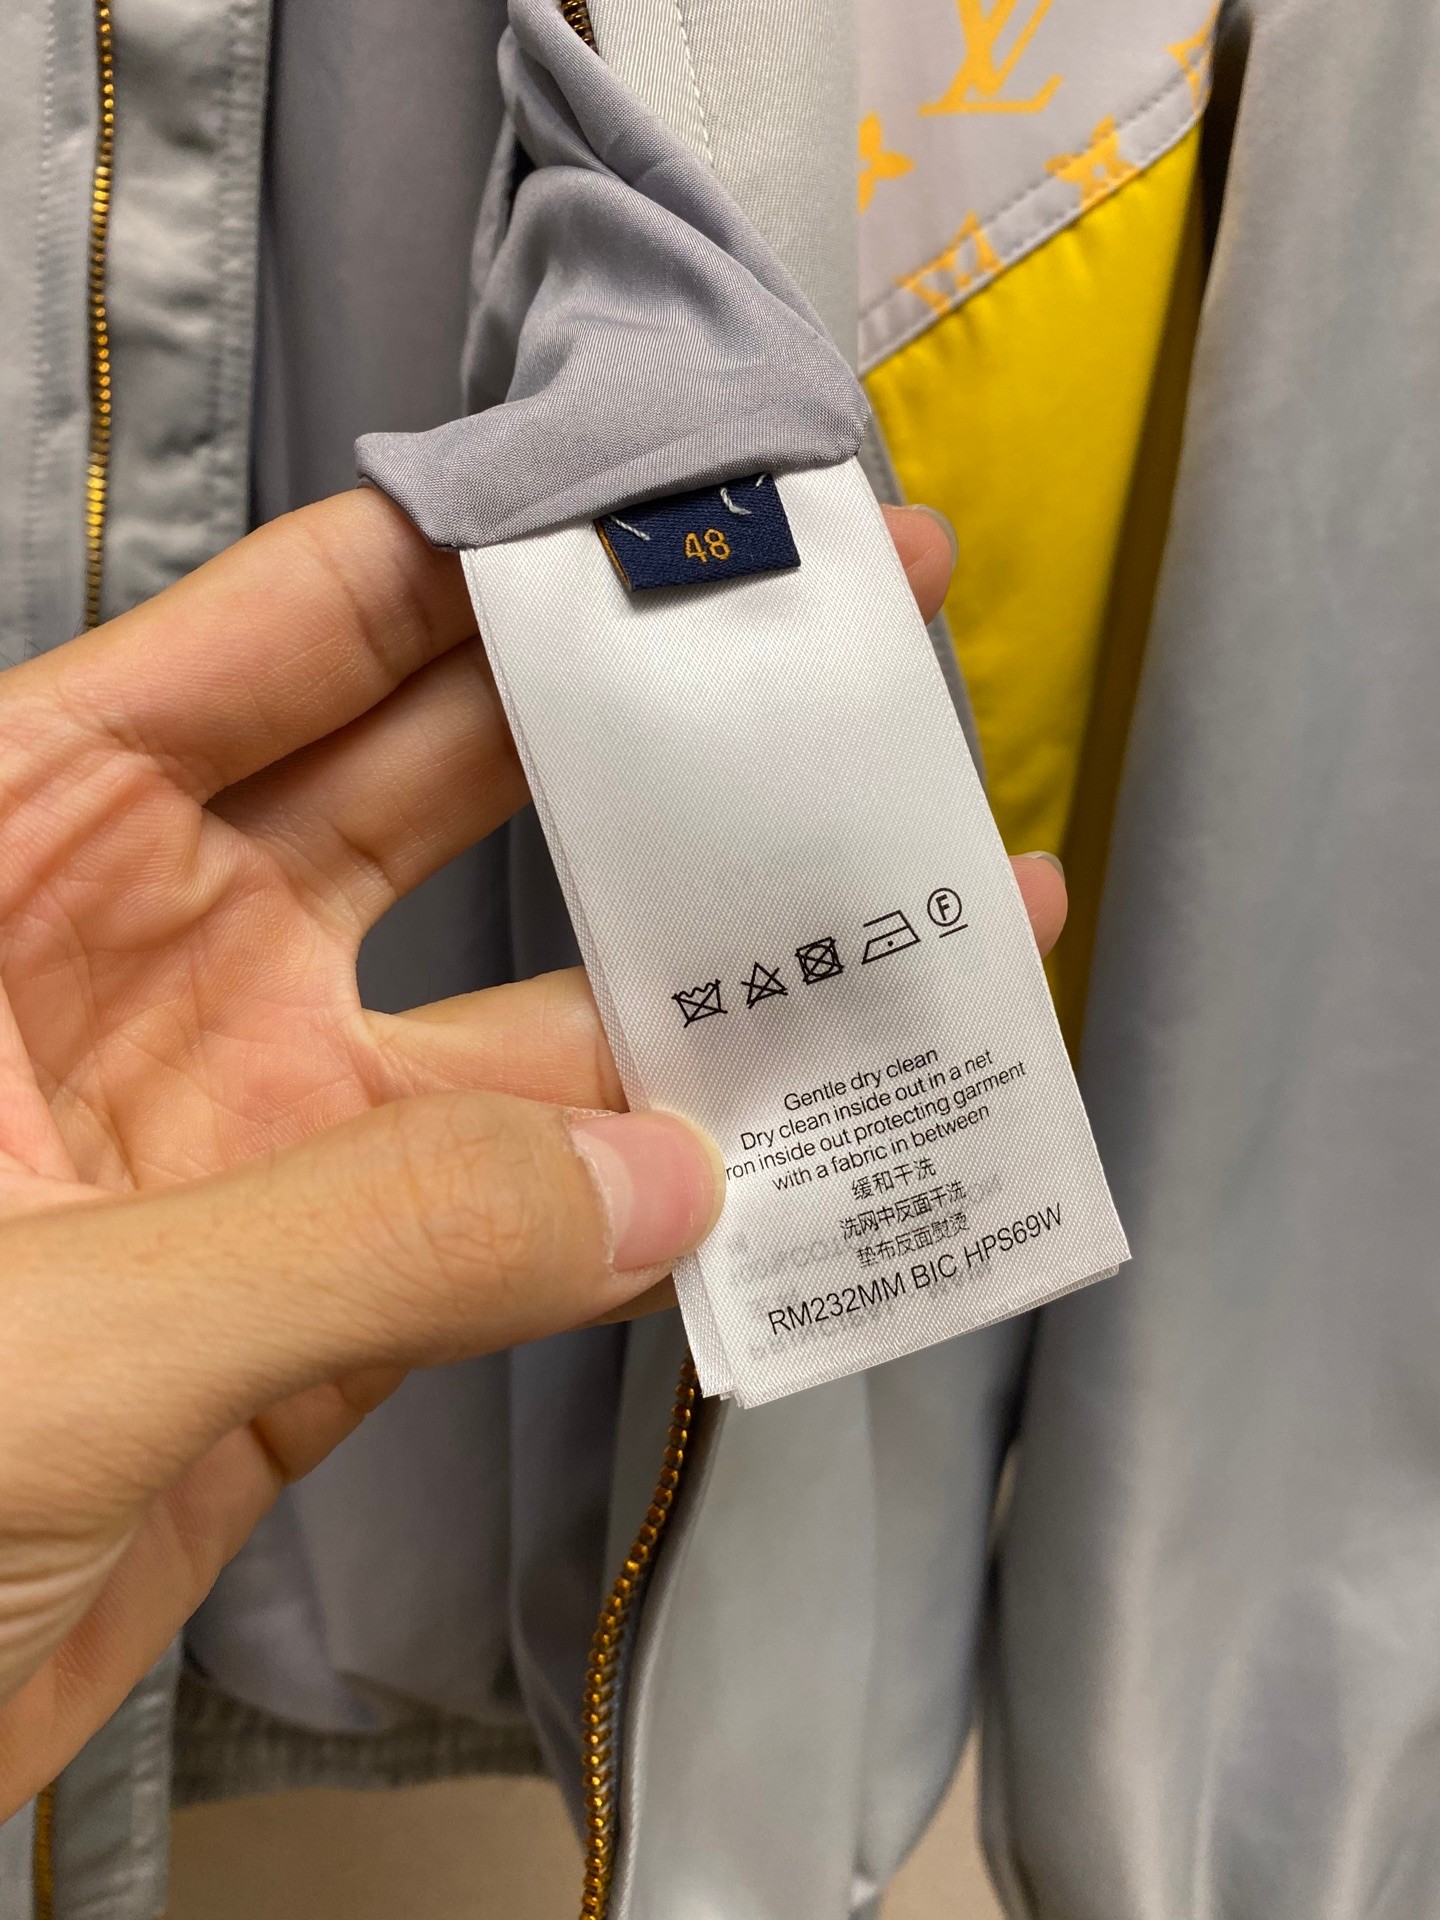 LV
48
F
Gentle dry clean
Dry clean inside out in a net
ron inside out protecting garment
with a fabric in between
缓和干洗
洗网中反面干洗
垫布反面熨烫
RM232MM BIC HPS69W